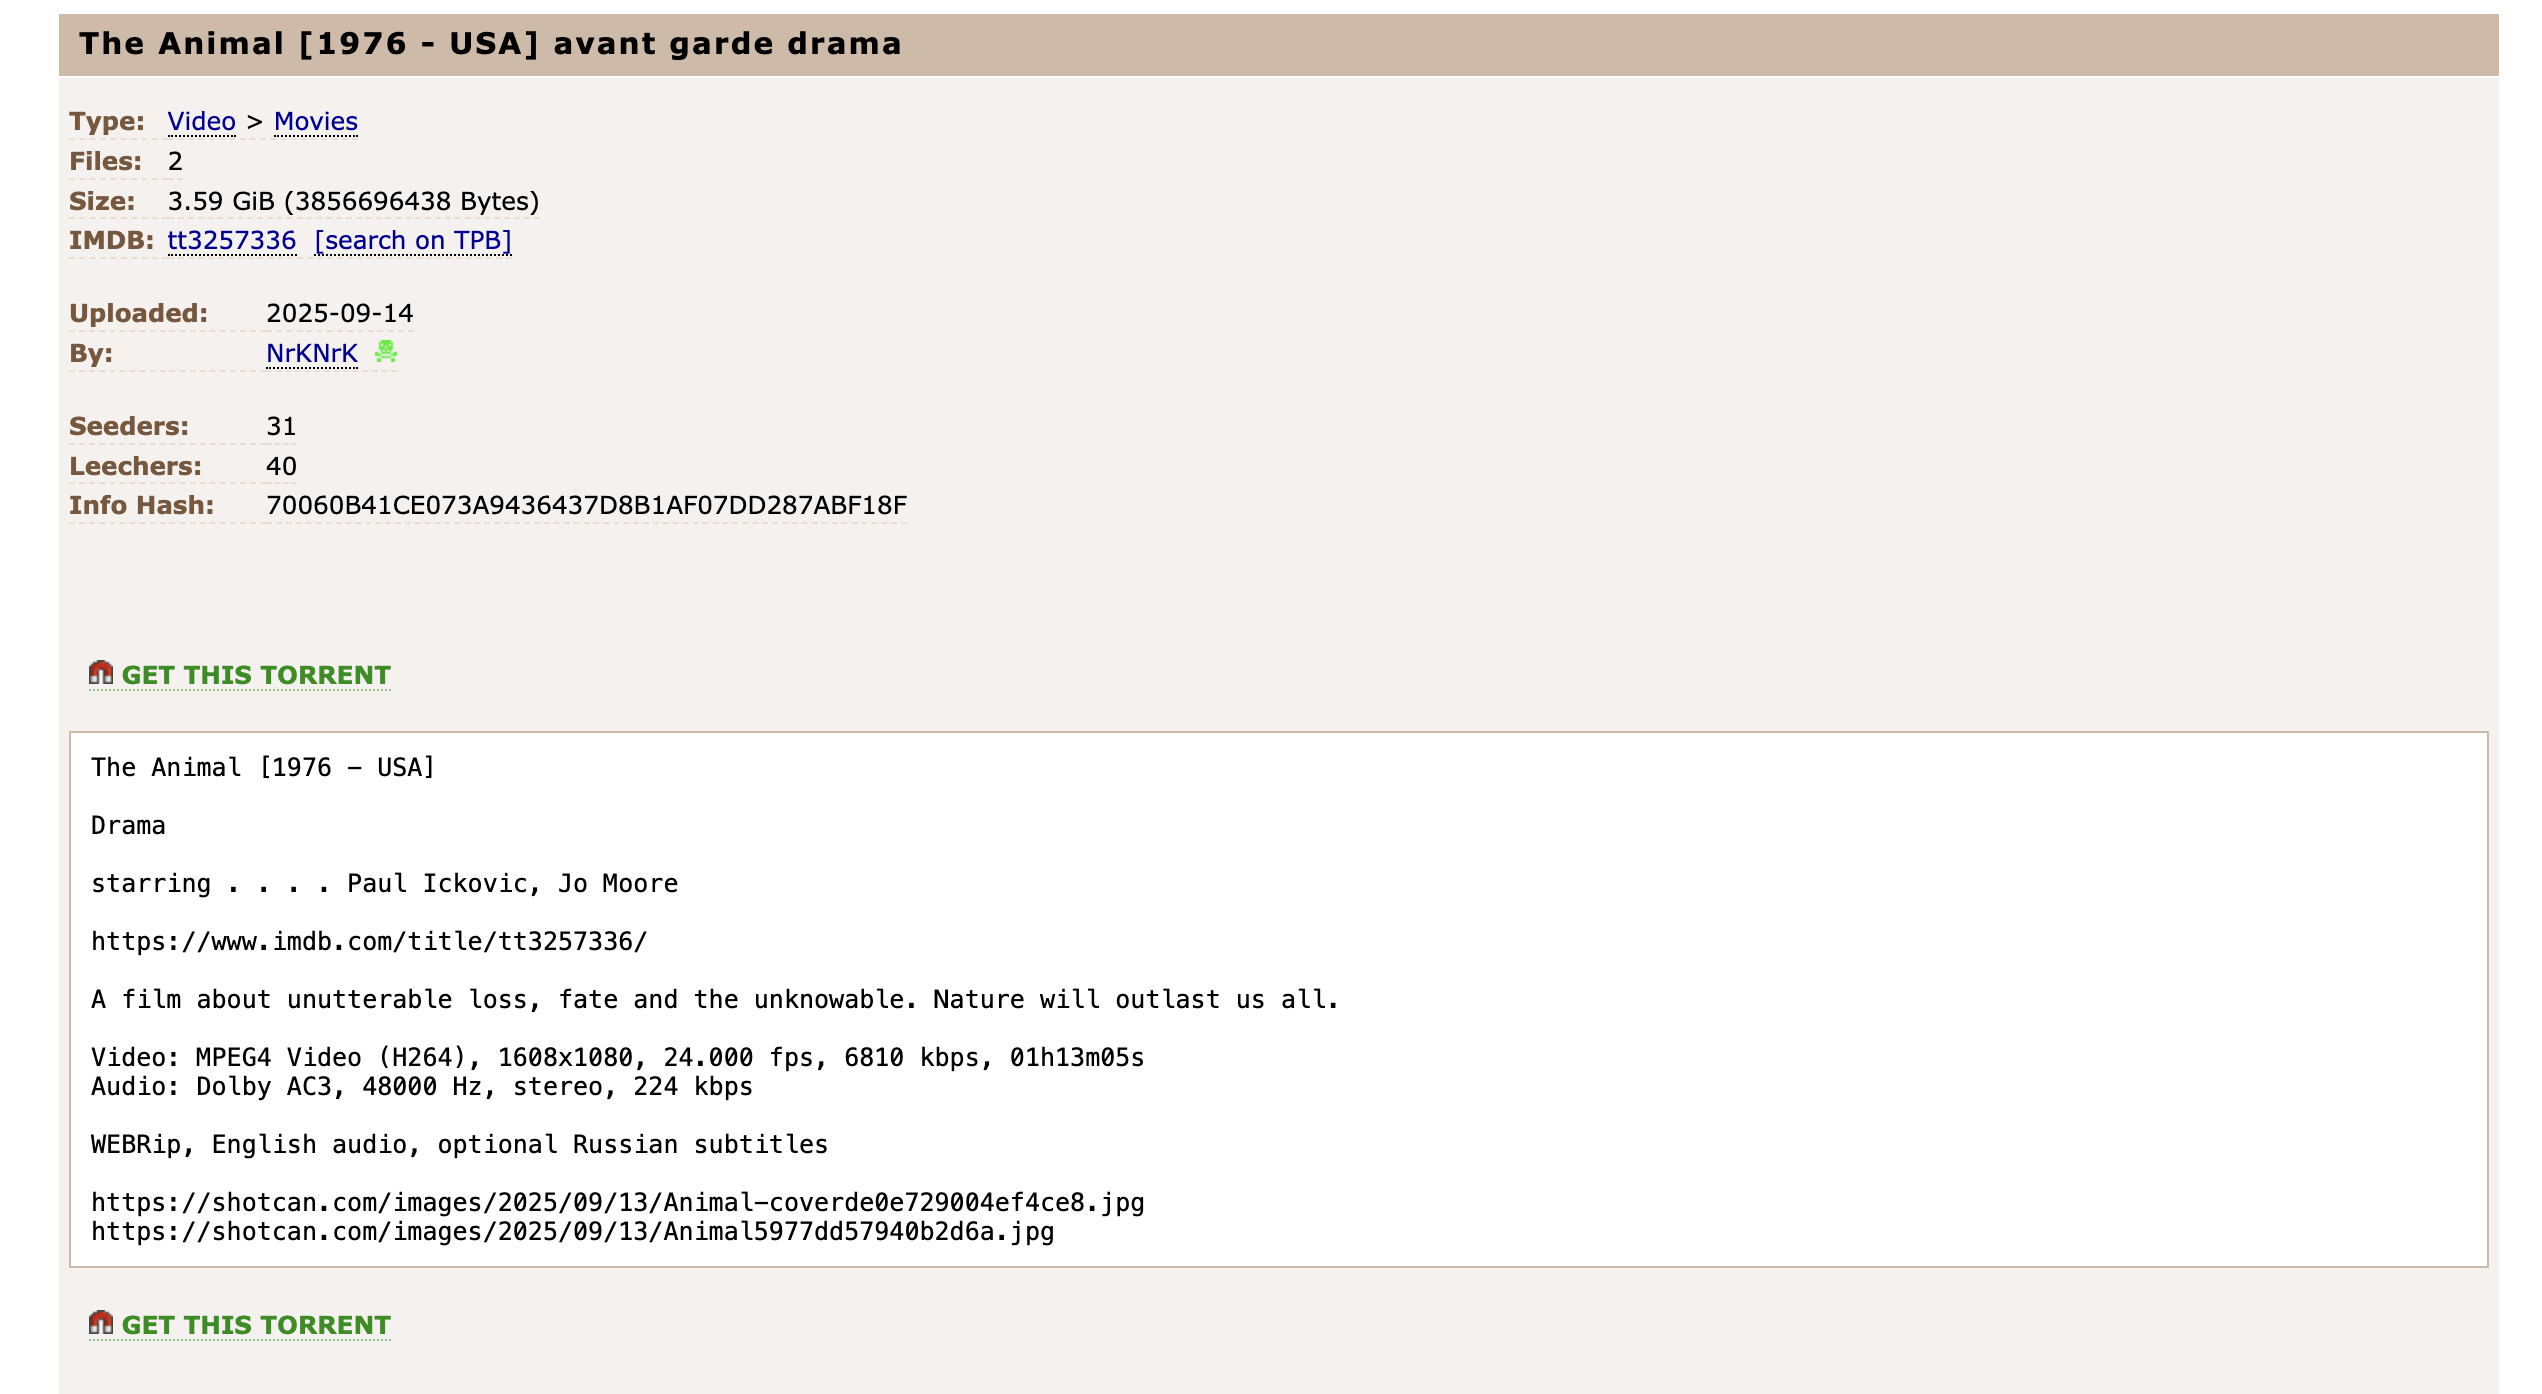 The Animal [1976 - USA] avant garde drama
Type: Video > Movies
Files: 2
Size: 3.59 GiB (3856696438 Bytes)
IMDB: tt3257336 [search on TPB]
Uploaded: 2025-09-14
By: NrKNrK
Seeders: 31
Leechers: 40
Info Hash: 70060B41CE073A9436437D8B1AF07DD287ABF18F
GET THIS TORRENT
The Animal [1976 – USA]
Drama
starring . . . . Paul Ickovic, Jo Moore
https://www.imdb.com/title/tt3257336/
A film about unutterable loss, fate and the unknowable. Nature will outlast us all.
Video: MPEG4 Video (H264), 1608x1080, 24.000 fps, 6810 kbps, 01h13m05s
Audio: Dolby AC3, 48000 Hz, stereo, 224 kbps
WEBRip, English audio, optional Russian subtitles
https://shotcan.com/images/2025/09/13/Animal-coverde0e729004ef4ce8.jpg
https://shotcan.com/images/2025/09/13/Animal5977dd57940b2d6a.jpg
GET THIS TORRENT